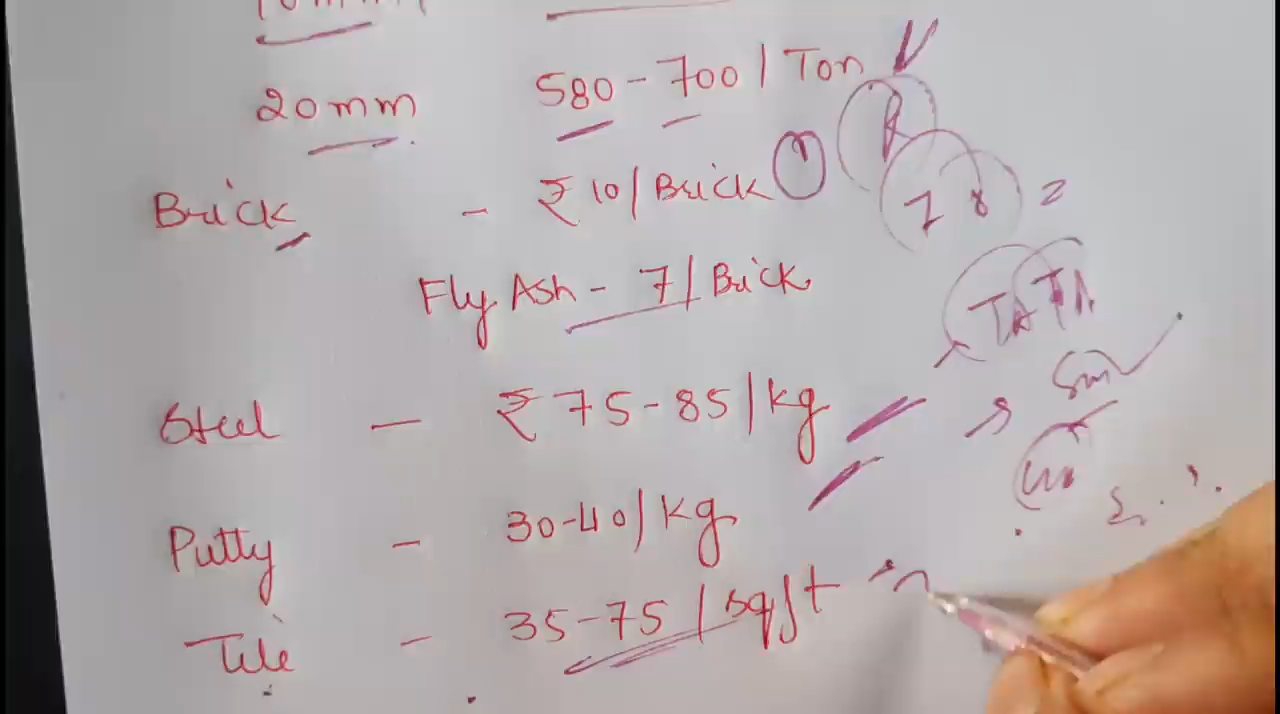 20mm 580-700/Ton
Brick - ₹10/Brick
Fly Ash - 7/Brick
TATA
Steel - ₹75-85/kg
Putty - 30-40/kg
Tile - 35-75/sqft